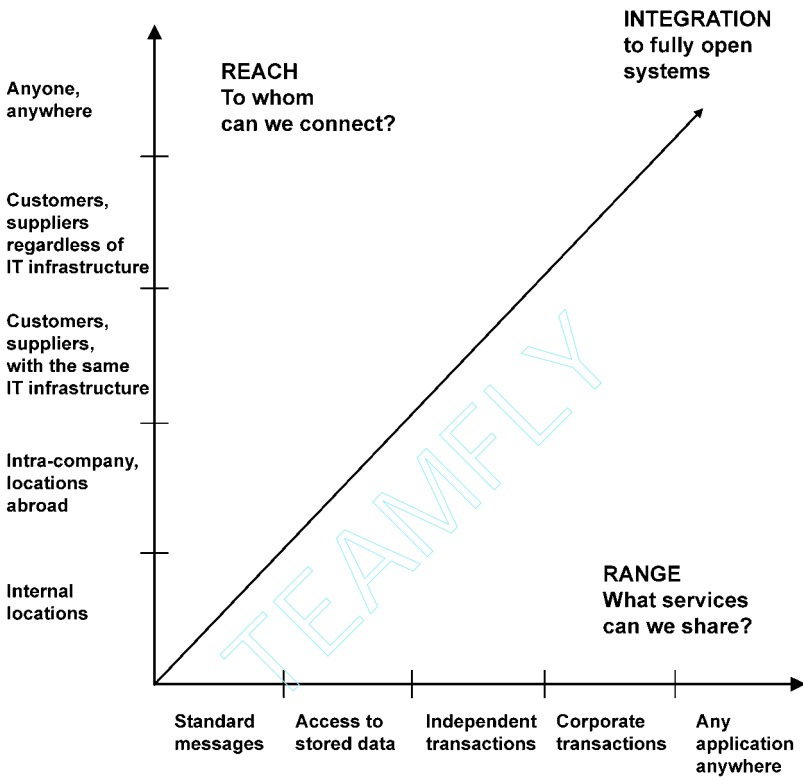 INTEGRATION
to fully open
systems
REACH
To whom
can we connect?
Anyone,
anywhere
Customers,
suppliers
regardless of
IT infrastructure
Customers,
suppliers,
with the same
IT infrastructure
Intra-company,
locations
abroad
Internal
locations
TEAMFLY
RANGE
What services
can we share?
Standard
messages
Access to
stored data
Independent
transactions
Corporate
transactions
Any
application
anywhere